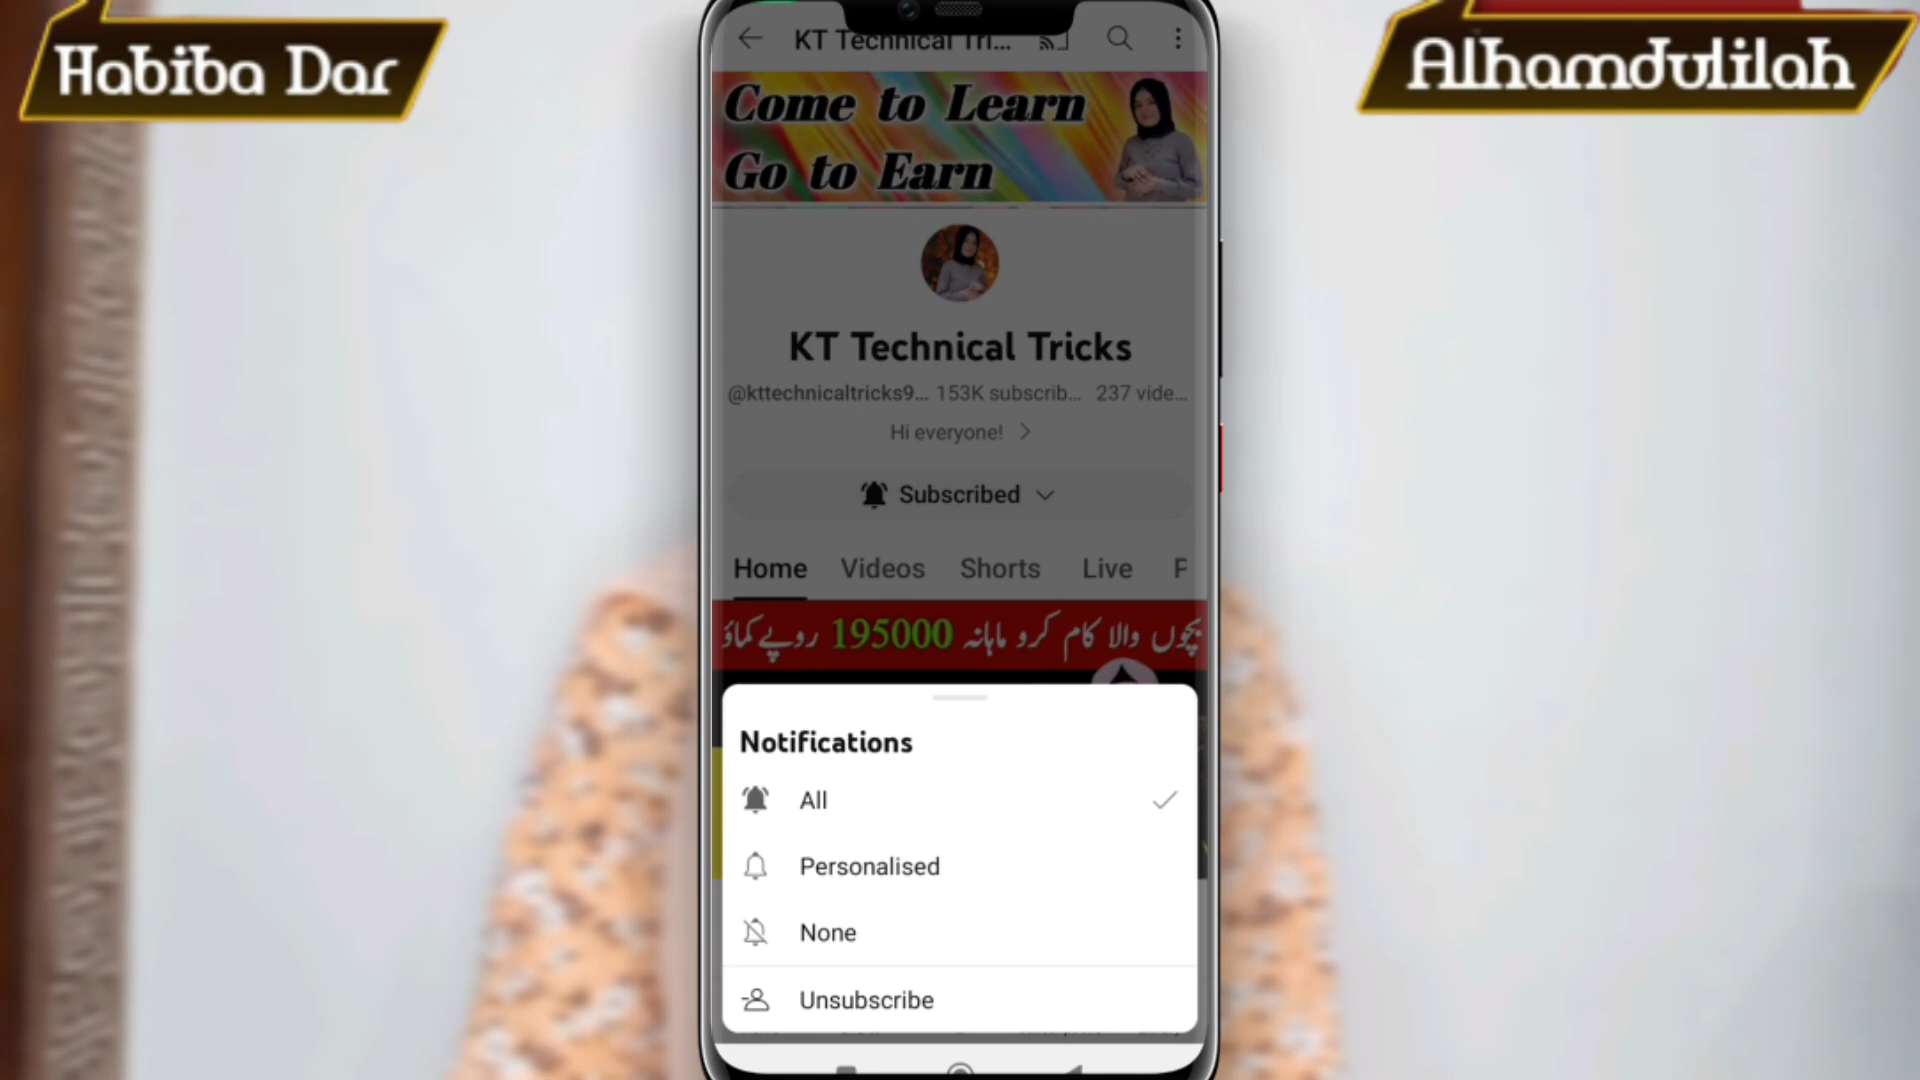 Habiba Dar
Alhamdulilah
KT Technical Tri...
Come to Learn
Go to Earn
KT Technical Tricks
@kttechnicaltricks9... 153K subscrib... 237 vide...
Hi everyone!
Subscribed
Home Videos Shorts Live P
بچوں والا کام کرو ماہانہ 195000 روپے کماؤ
Notifications
All
Personalised
None
Unsubscribe